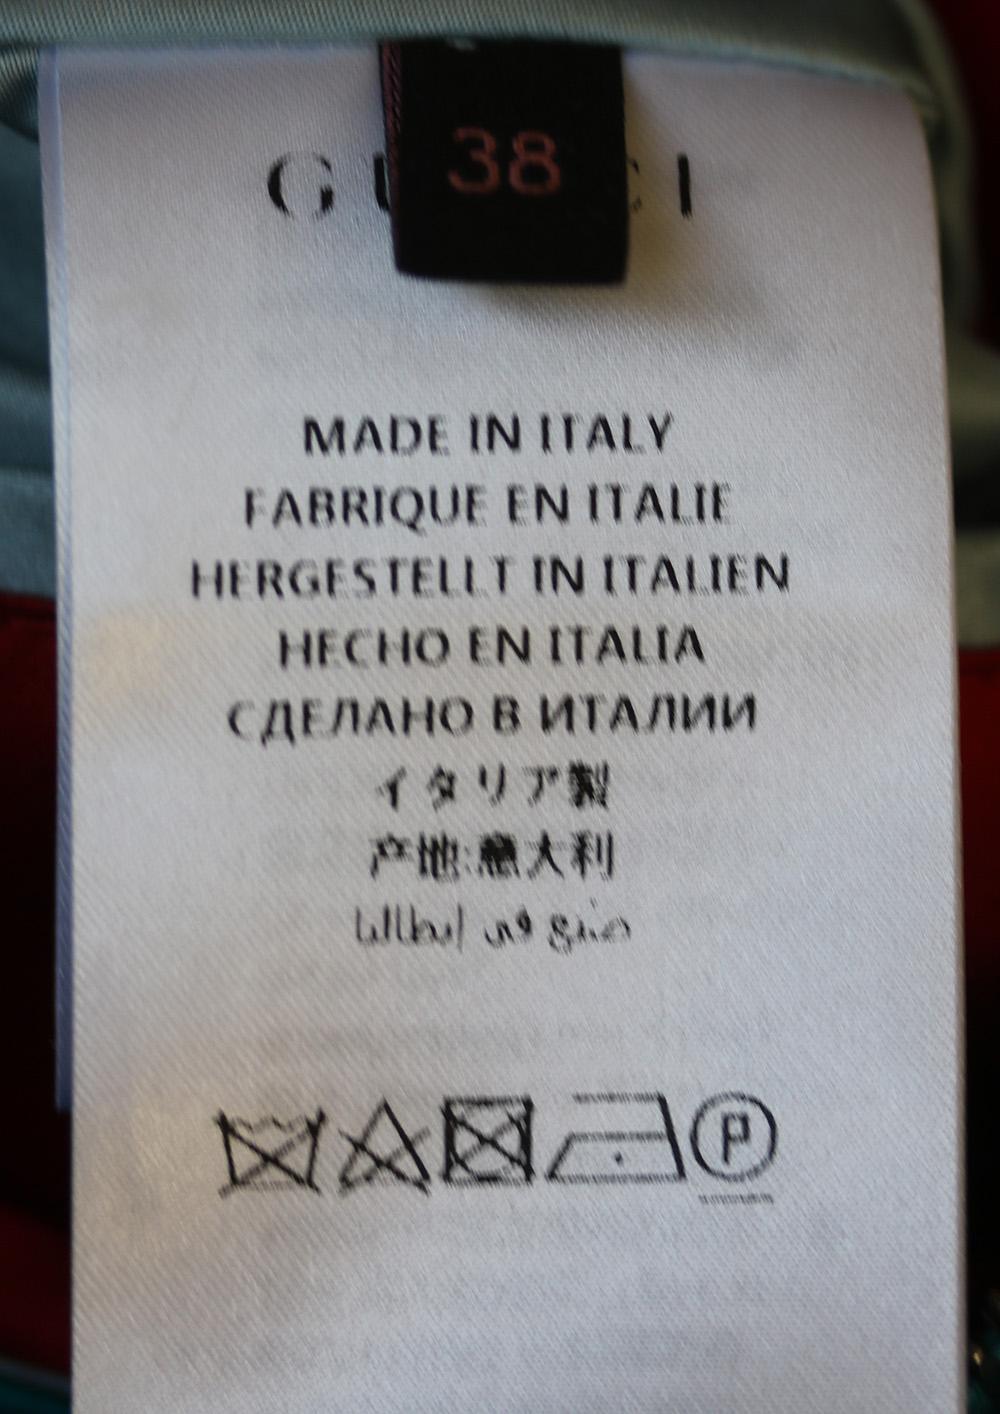 38
GUCCI
MADE IN ITALY
FABRIQUE EN ITALIE
HERGESTELLT IN ITALIEN
HECHO EN ITALIA
СДЕЛАНО В ИТАЛИИ
イタリア製
产地:意大利
صنع في إيطاليا
P